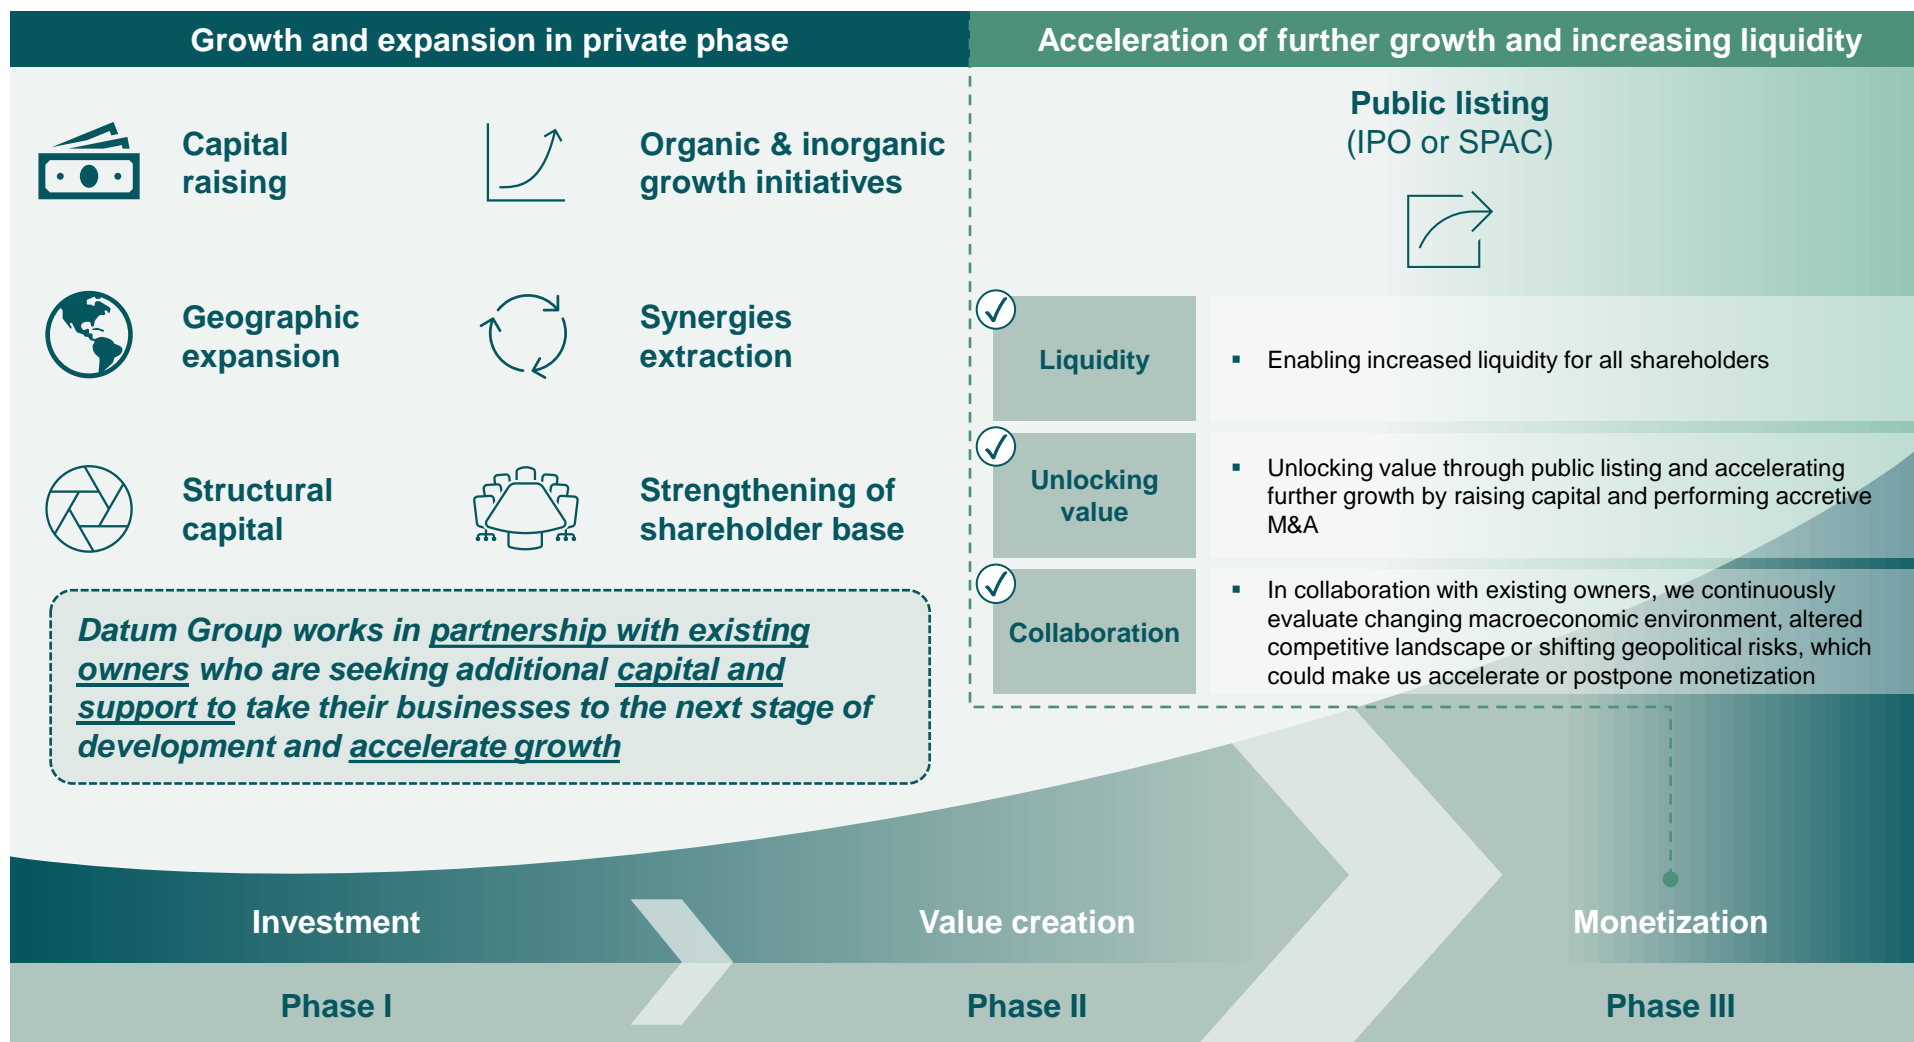 Growth and expansion in private phase
Capital
raising
Organic & inorganic
growth initiatives
Geographic
expansion
Synergies
extraction
Structural
capital
Strengthening of
shareholder base
Datum Group works in partnership with existing
owners who are seeking additional capital and
support to take their businesses to the next stage of
development and accelerate growth
Acceleration of further growth and increasing liquidity
Public listing
(IPO or SPAC)
Liquidity
▪ Enabling increased liquidity for all shareholders
Unlocking
value
▪ Unlocking value through public listing and accelerating
further growth by raising capital and performing accretive
M&A
Collaboration
▪ In collaboration with existing owners, we continuously
evaluate changing macroeconomic environment, altered
competitive landscape or shifting geopolitical risks, which
could make us accelerate or postpone monetization
Investment
Value creation
Monetization
Phase I
Phase II
Phase III